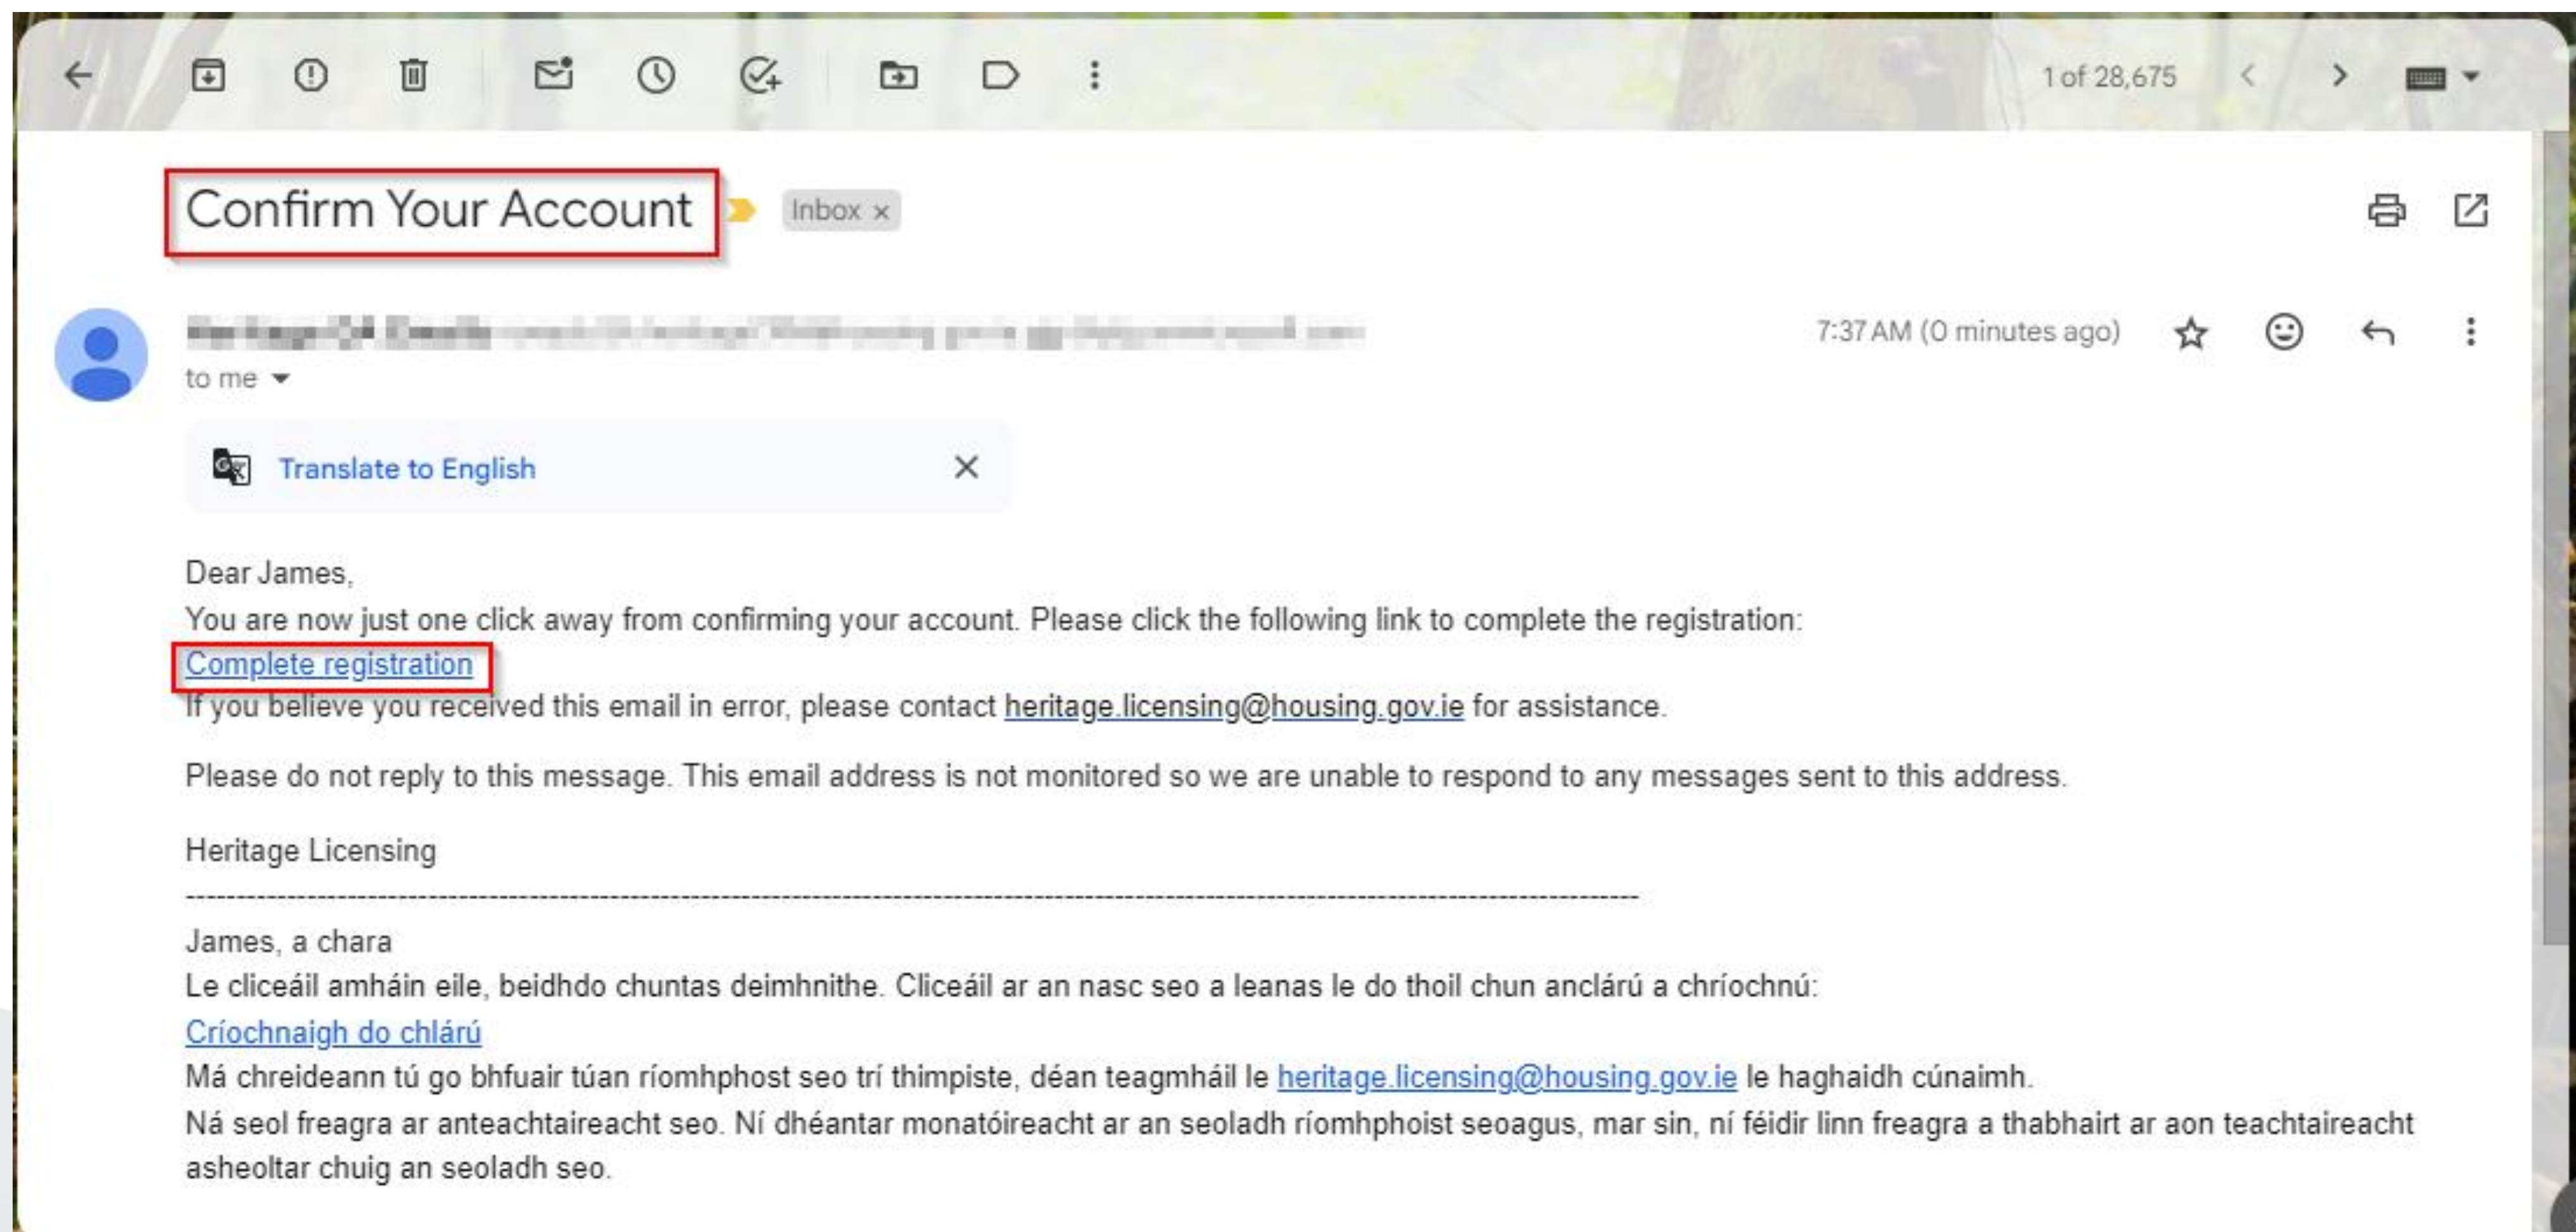 1 of 28,675
Confirm Your Account
Inbox x
7:37 AM (0 minutes ago)
to me
Translate to English
Dear James,
You are now just one click away from confirming your account. Please click the following link to complete the registration:
Complete registration
If you believe you received this email in error, please contact heritage.licensing@housing.gov.ie for assistance.
Please do not reply to this message. This email address is not monitored so we are unable to respond to any messages sent to this address.
Heritage Licensing
James, a chara
Le cliceáil amháin eile, beidhdo chuntas deimhnithe. Cliceáil ar an nasc seo a leanas le do thoil chun anclárú a chríochnú:
Críochnaigh do chlárú
Má chreideann tú go bhfuair túan ríomhphost seo trí thimpiste, déan teagmháil le heritage.licensing@housing.gov.ie le haghaidh cúnaimh.
Ná seol freagra ar anteachtaireacht seo. Ní dhéantar monatóireacht ar an seoladh ríomhphoist seoagus, mar sin, ní féidir linn freagra a thabhairt ar aon teachtaireacht
asheoltar chuig an seoladh seo.